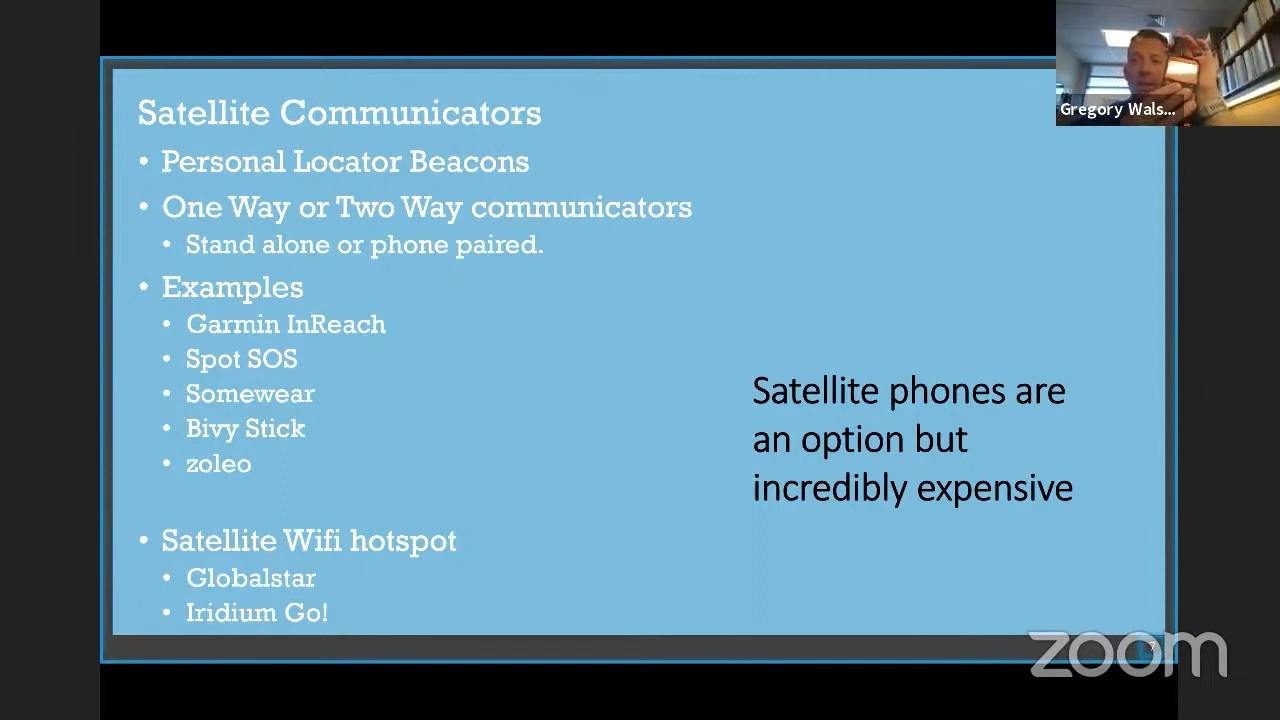 Satellite Communicators
• Personal Locator Beacons
• One Way or Two Way communicators
• Stand alone or phone paired.
• Examples
• Garmin InReach
• Spot SOS
• Somewear
• Bivy Stick
• zoleo
Satellite phones are
an option but
incredibly expensive
• Satellite Wifi hotspot
• Globalstar
• Iridium Go!
Gregory Wals...
7
zoom